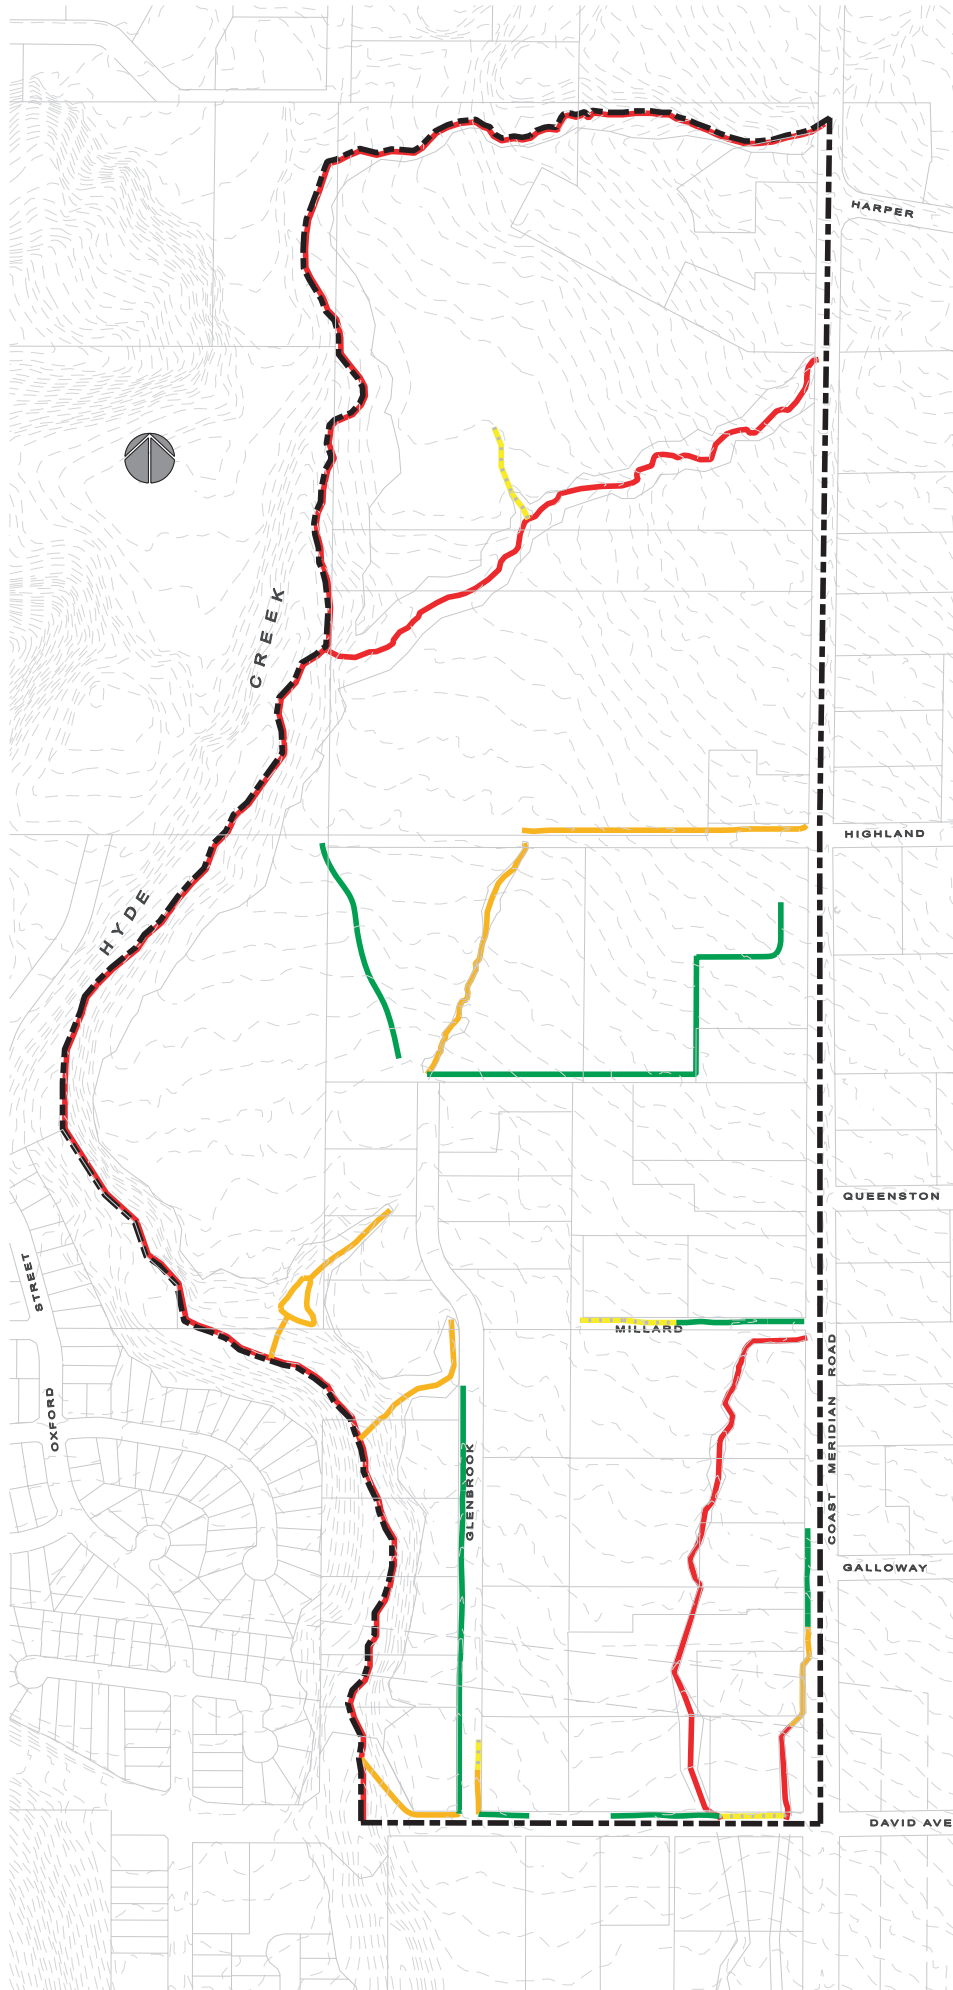 HARPER
CREEK
HIGHLAND
HYDE
QUEENSTON
STREET
MILLARD
COAST MERIDIAN ROAD
OXFORD
GLENBROOK
GALLOWAY
DAVID AVE